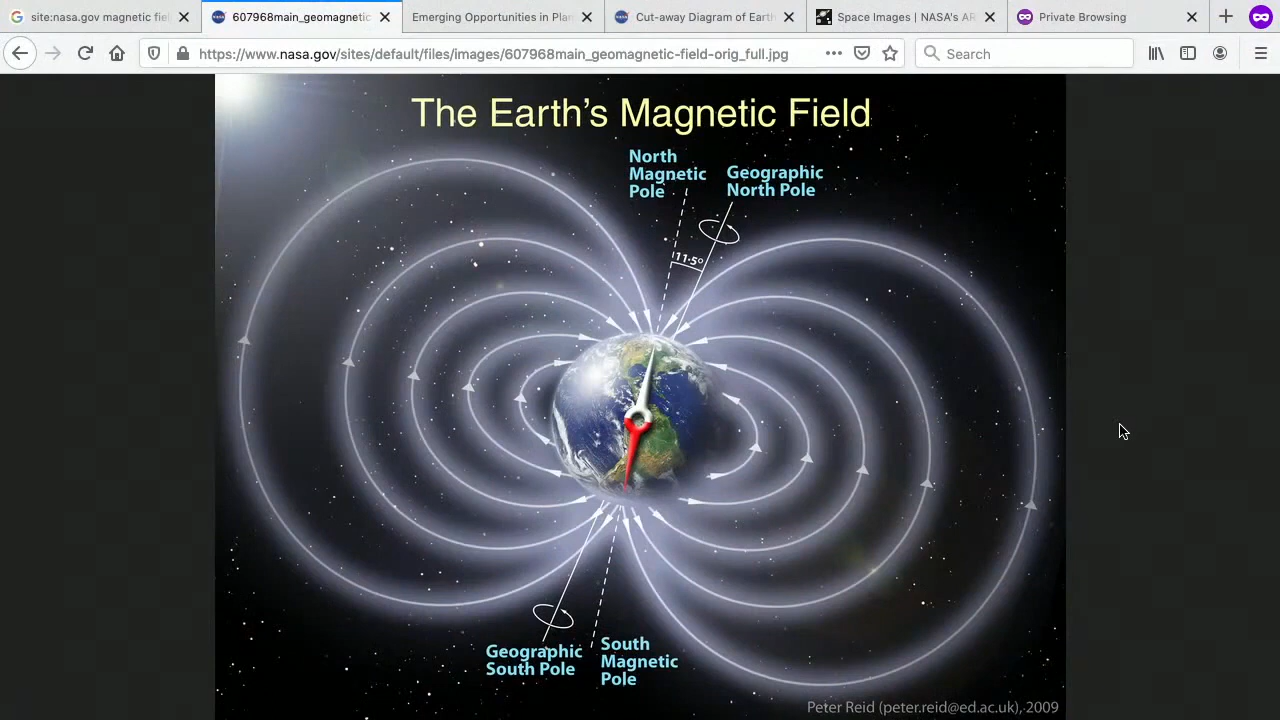 site:nasa.gov magnetic fiel
607968main_geomagnetic
Emerging Opportunities in Plan
Cut-away Diagram of Earth
Space Images | NASA's AR
Private Browsing
https://www.nasa.gov/sites/default/files/images/607968main_geomagnetic-field-orig_full.jpg
Search
The Earth's Magnetic Field
North
Magnetic
Pole
Geographic
North Pole
11·5º
Geographic
South Pole
South
Magnetic
Pole
Peter Reid (peter.reid@ed.ac.uk), 2009